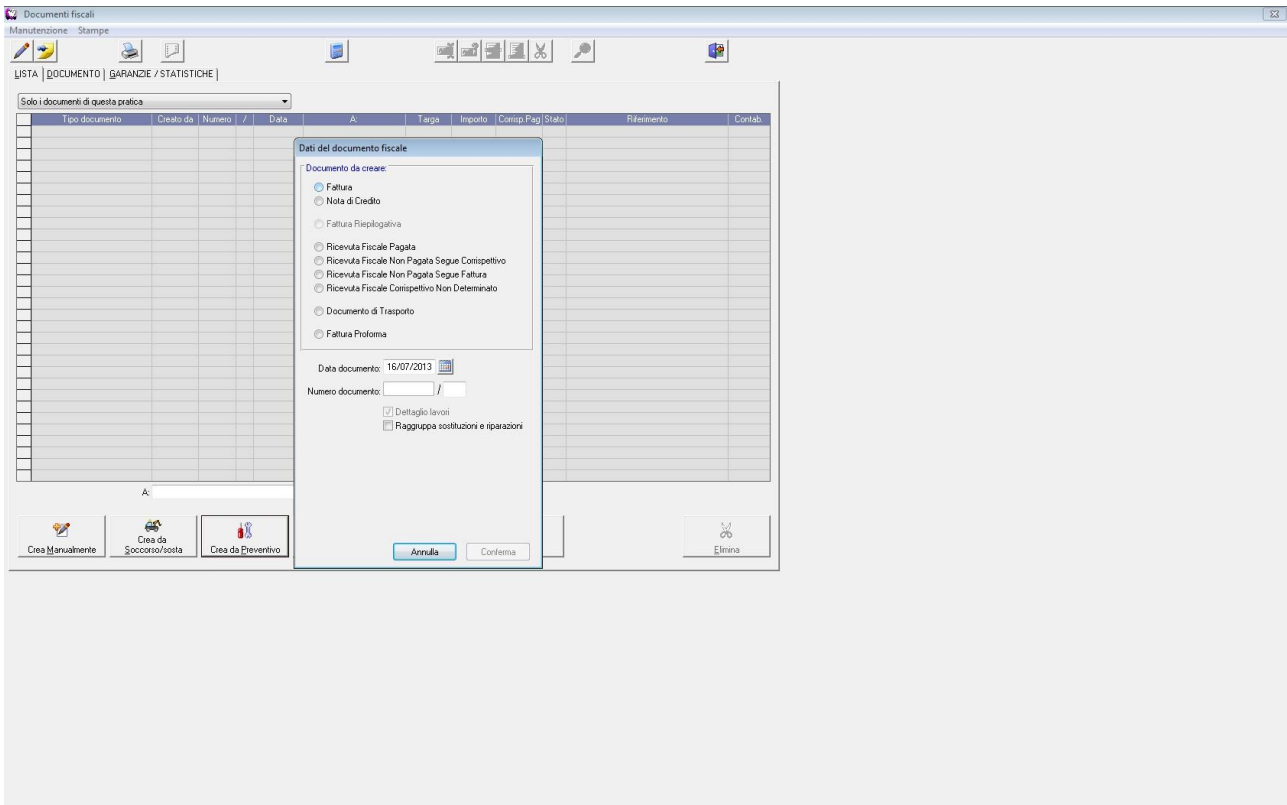 Documenti fiscali
Manutenzione Stampe
LISTA DOCUMENTO GARANZIE / STATISTICHE
Solo i documenti di questa pratica
Tipo documento Creato da Numero / Data A: Targa Importo Corrisp.Pag Stato Riferimento Contab.
Dati del documento fiscale
Documento da creare:
Fattura
Nota di Credito
Fattura Riepilogativa
Ricevuta Fiscale Pagata
Ricevuta Fiscale Non Pagata Segue Corrispettivo
Ricevuta Fiscale Non Pagata Segue Fattura
Ricevuta Fiscale Corrispettivo Non Determinato
Documento di Trasporto
Fattura Proforma
Data documento: 16/07/2013
Numero documento: /
Dettaglio lavori
Raggruppa sostituzioni e riparazioni
A:
Crea Manualmente
Crea da
Soccorso/sosta
Crea da Preventivo
Annulla
Conferma
Elimina